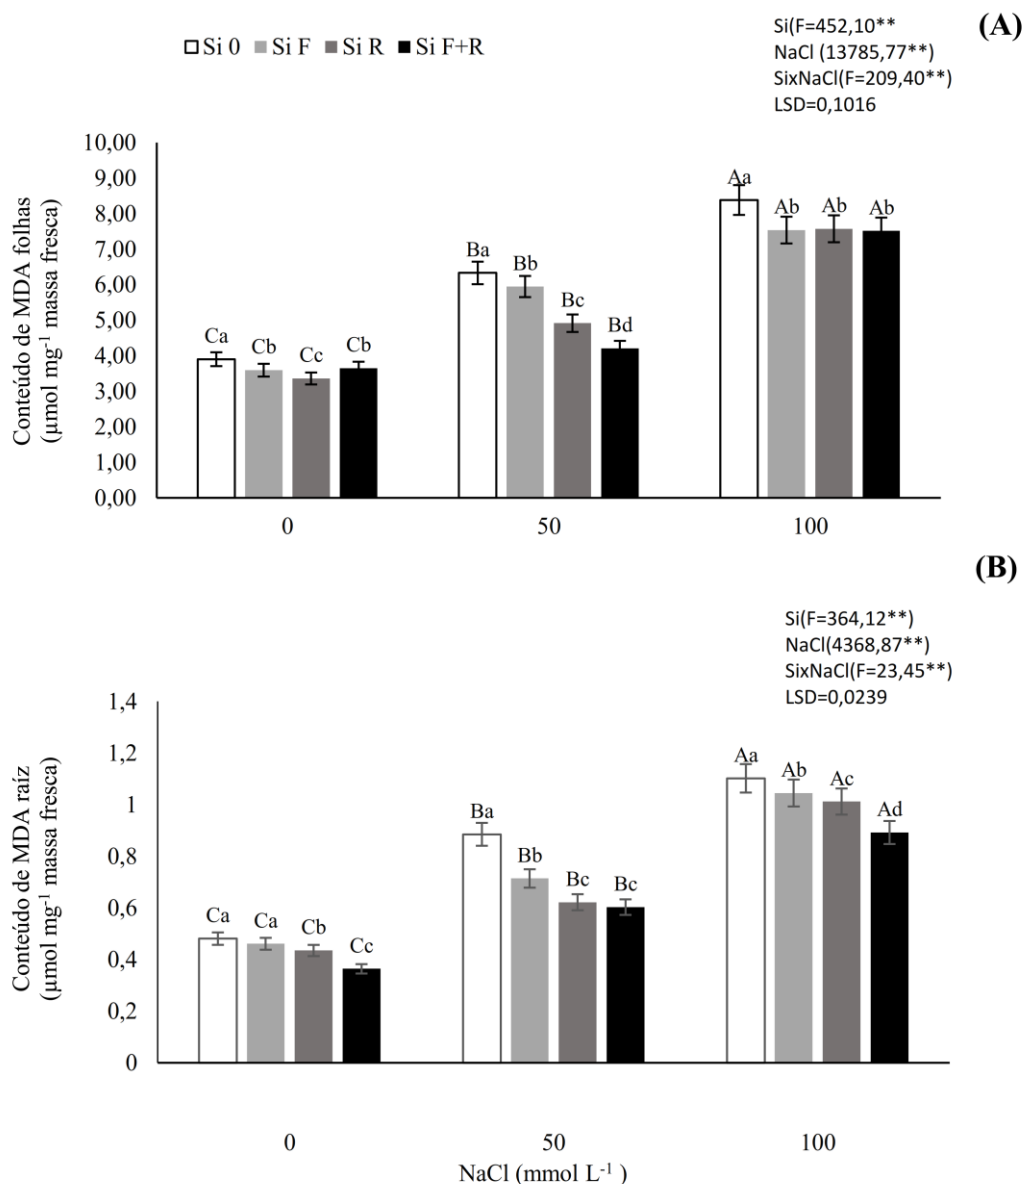 (A)
Si(F=452,10**
NaCl (13785,77**)
SixNaCl(F=209,40**)
LSD=0,1016
Si 0 Si F Si R Si F+R
Conteúdo de MDA folhas
(µmol mg⁻¹ massa fresca)
10,00
9,00
8,00
7,00
6,00
5,00
4,00
3,00
2,00
1,00
0,00
Ca Cb Cc Cb
Ba Bb Bc Bd
Aa Ab Ab Ab
0 50 100
(B)
Si(F=364,12**)
NaCl(4368,87**)
SixNaCl(F=23,45**)
LSD=0,0239
Conteúdo de MDA raíz
(µmol mg⁻¹ massa fresca)
1,4
1,2
1
0,8
0,6
0,4
0,2
0
Ca Ca Cb Cc
Ba Bb Bc Bc
Aa Ab Ac Ad
0 50 100
NaCl (mmol L⁻¹ )